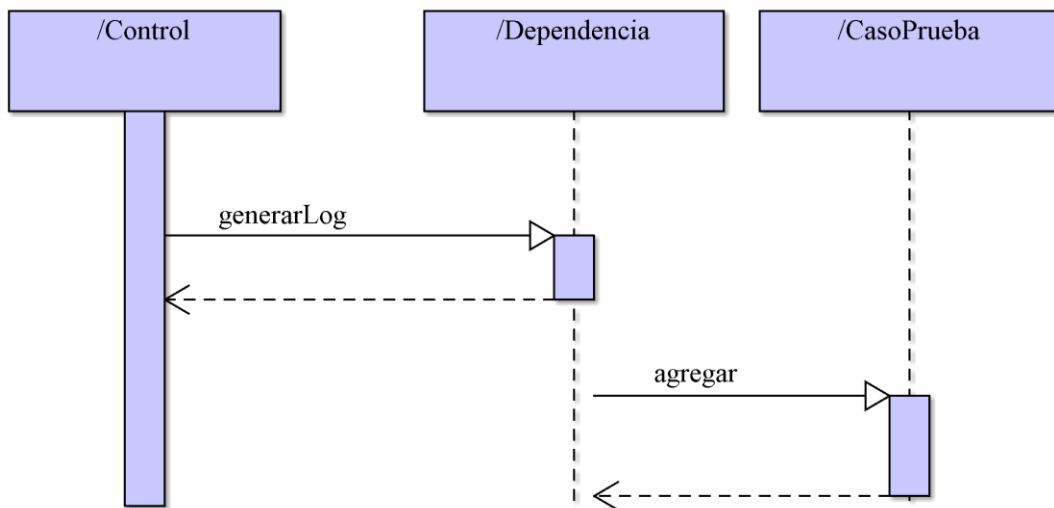 /Control
/Dependencia
/CasoPrueba
generarLog
agregar